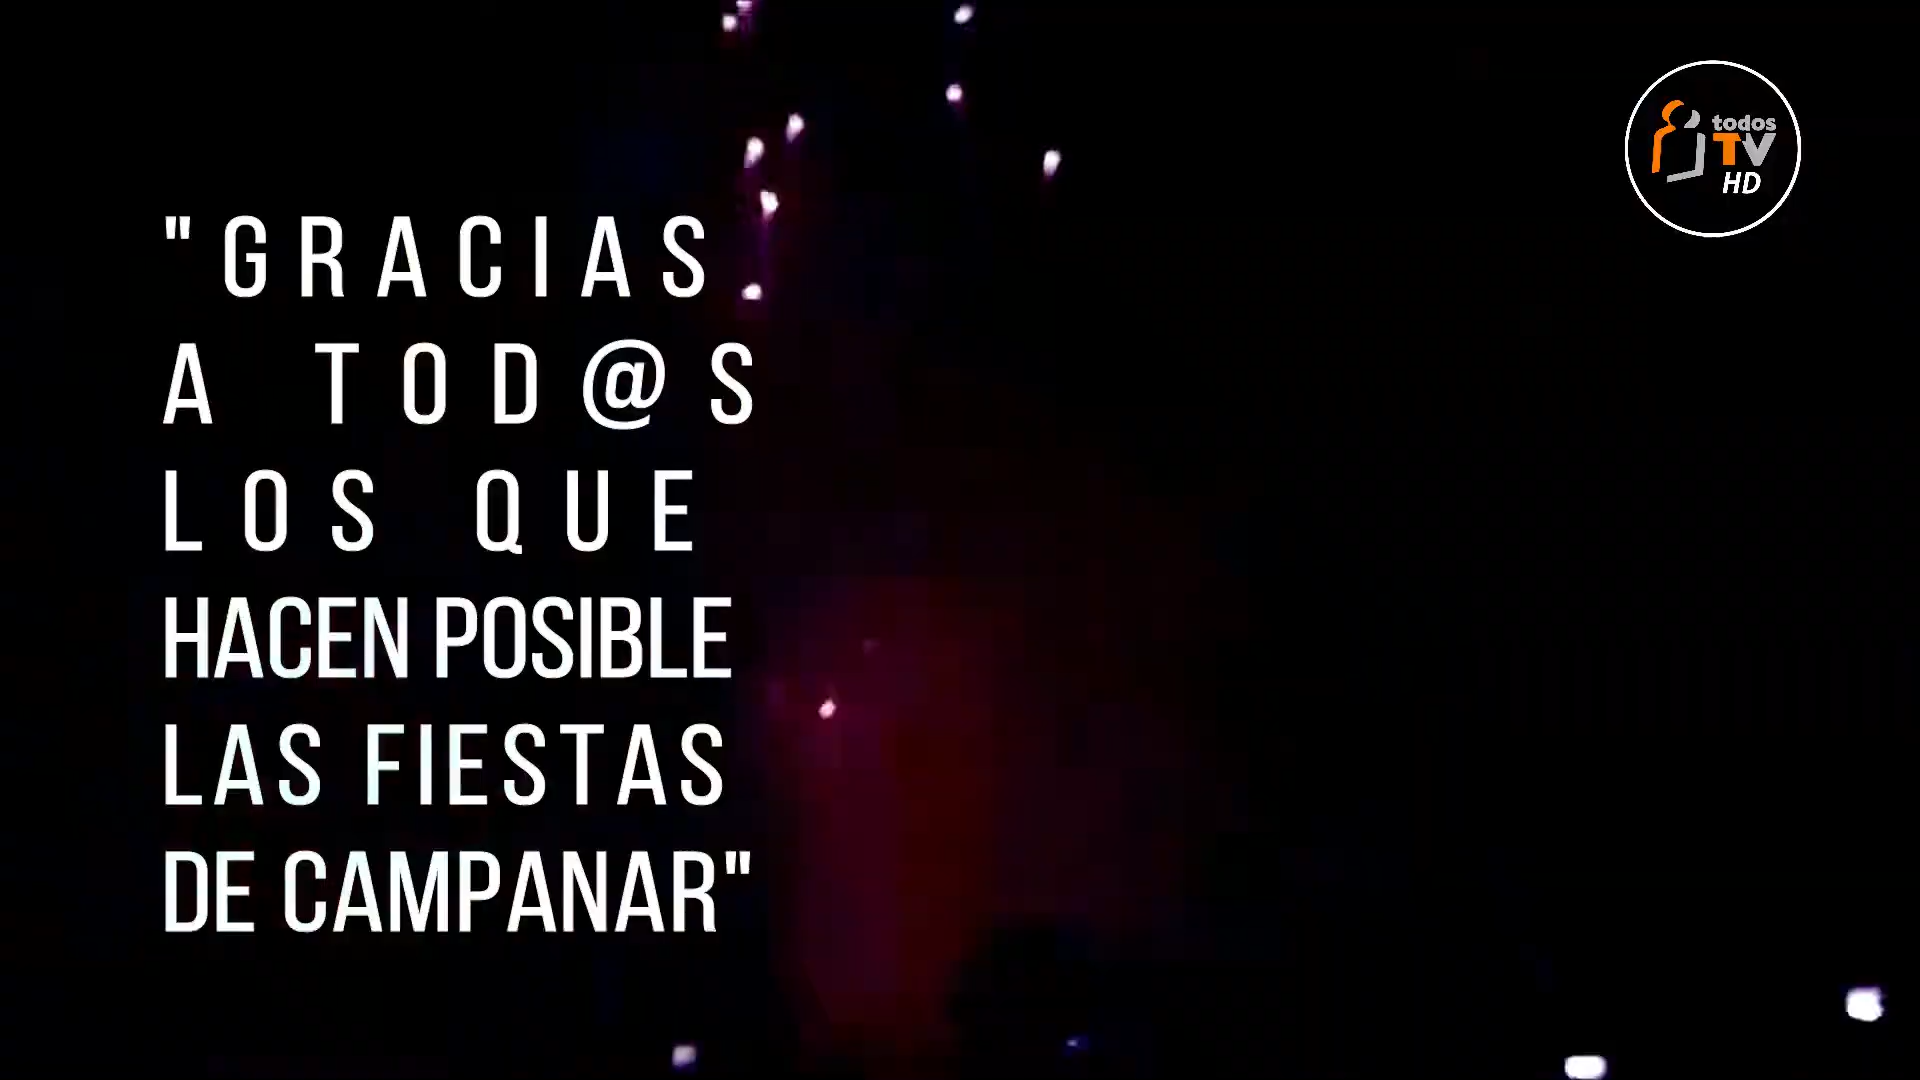 "GRACIAS
A TOD@S
LOS QUE
HACEN POSIBLE
LAS FIESTAS
DE CAMPANAR"
todos
TV
HD